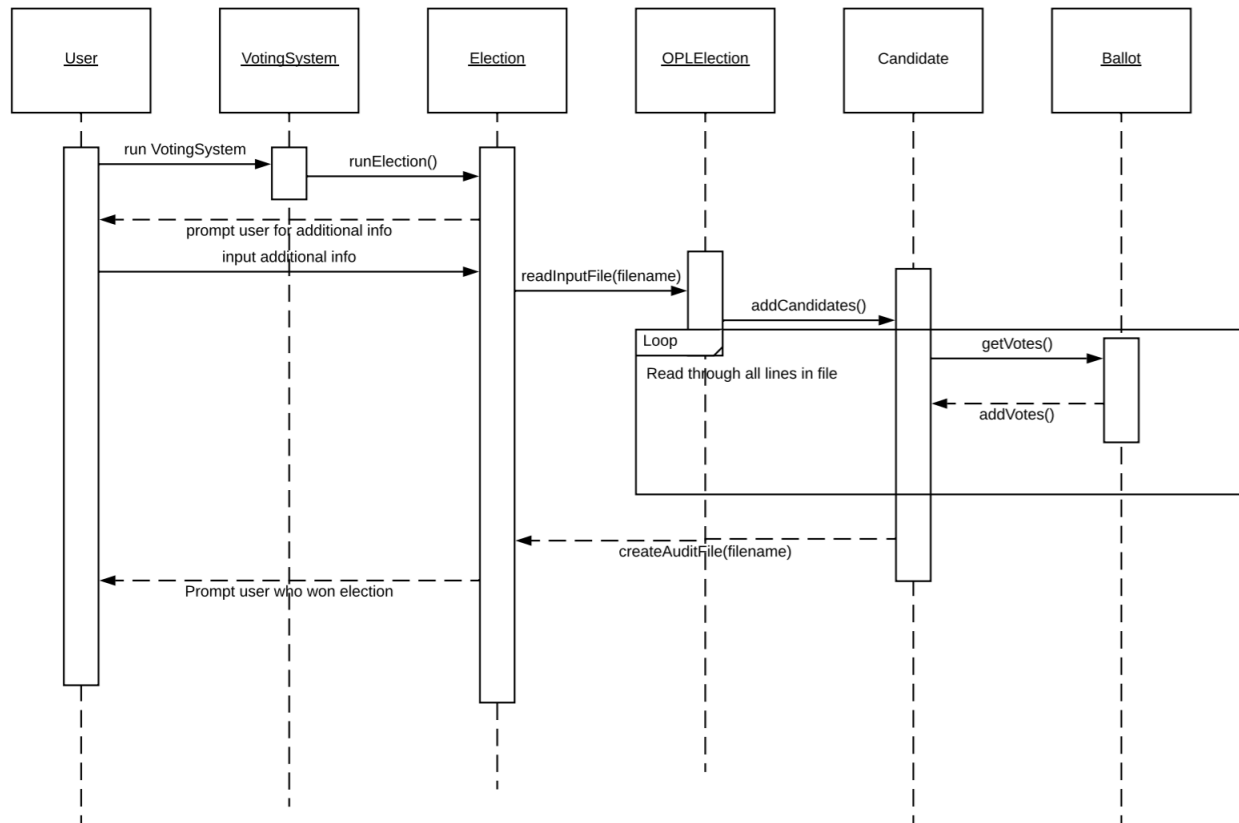 User
VotingSystem
Election
OPLElection
Candidate
Ballot
run VotingSystem
runElection()
prompt user for additional info
input additional info
readInputFile(filename)
addCandidates()
Loop
getVotes()
Read through all lines in file
addVotes()
createAuditFile(filename)
Prompt user who won election